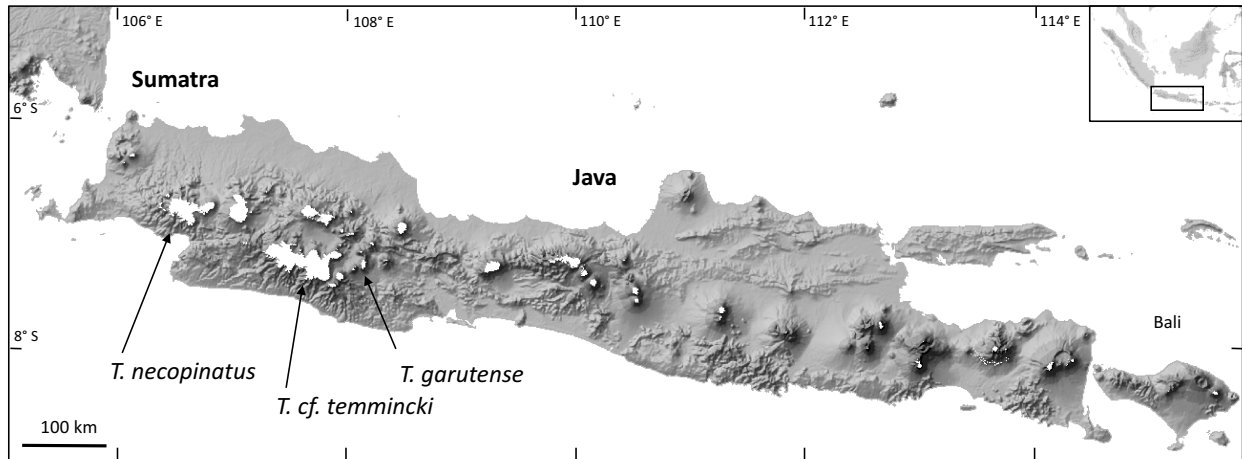 106° E
108° E
110° E
112° E
114° E
Sumatra
6° S
Java
8° S
Bali
T. necopinatus
T. garutense
T. cf. temmincki
100 km